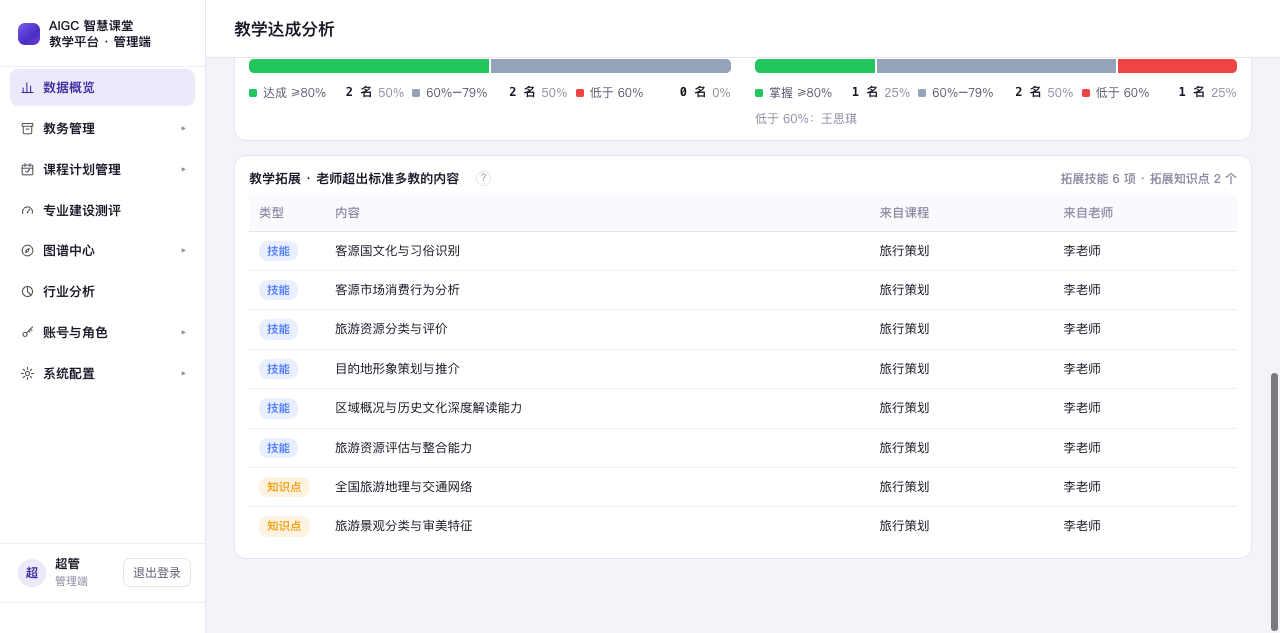 AIGC 智慧课堂
教学平台 · 管理端
数据概览
教务管理
课程计划管理
专业建设测评
图谱中心
行业分析
账号与角色
系统配置
超
超管
管理端
退出登录
教学达成分析
达成 ≥80% 2 名 50% 60%—79% 2 名 50% 低于 60% 0 名 0%
掌握 ≥80% 1 名 25% 60%—79% 2 名 50% 低于 60% 1 名 25%
低于 60%: 王思琪
教学拓展 · 老师超出标准多教的内容 ? 拓展技能 6 项 · 拓展知识点 2 个
类型 内容 来自课程 来自老师
技能 客源国文化与习俗识别 旅行策划 李老师
技能 客源市场消费行为分析 旅行策划 李老师
技能 旅游资源分类与评价 旅行策划 李老师
技能 目的地形象策划与推介 旅行策划 李老师
技能 区域概况与历史文化深度解读能力 旅行策划 李老师
技能 旅游资源评估与整合能力 旅行策划 李老师
知识点 全国旅游地理与交通网络 旅行策划 李老师
知识点 旅游景观分类与审美特征 旅行策划 李老师